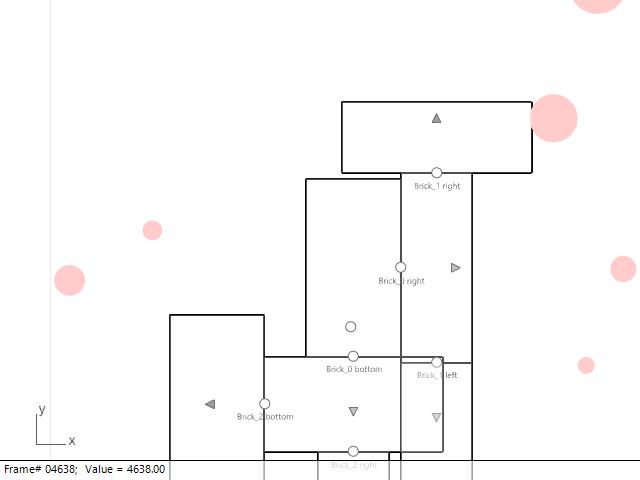 Brick_1 right
Brick_0 right
Brick_0 bottom
Brick_1 left
Brick_2 bottom
y
x
Brick_2 right
Frame# 04638;  Value = 4638.00